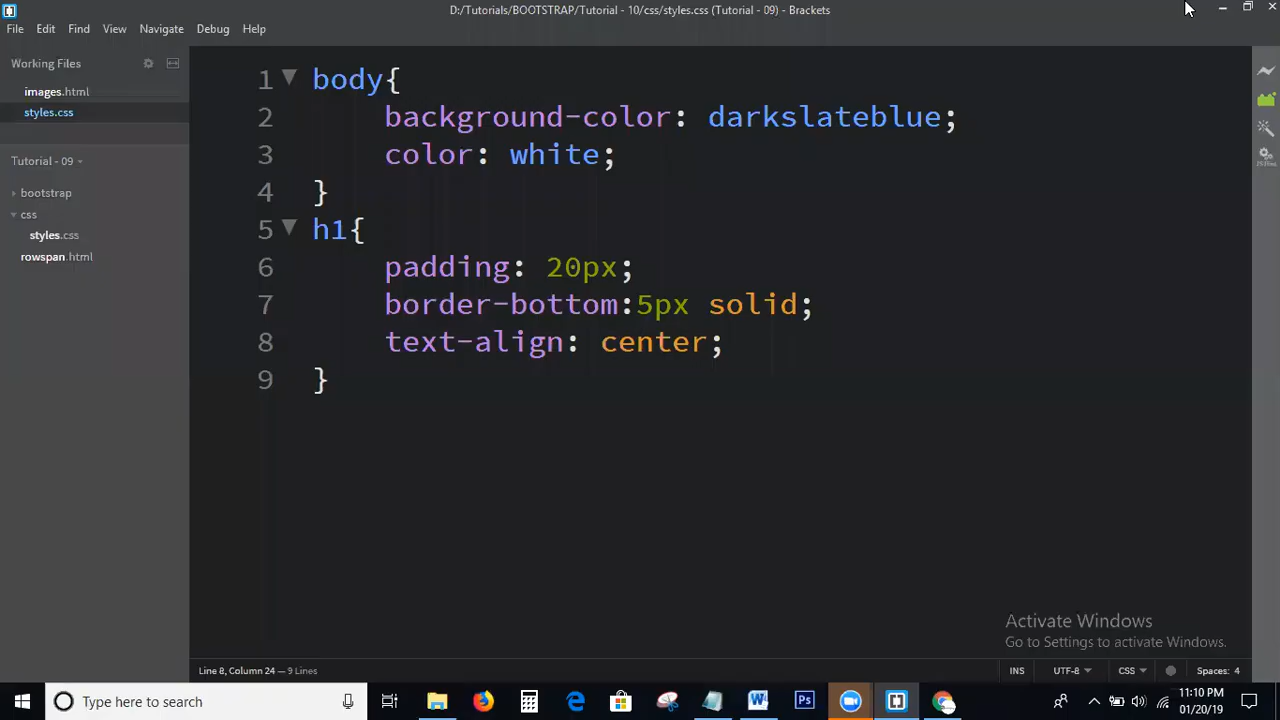 D:/Tutorials/BOOTSTRAP/Tutorial - 10/css/styles.css (Tutorial - 09) - Brackets
File Edit Find View Navigate Debug Help
Working Files
images.html
styles.css
Tutorial - 09
bootstrap
css
styles.css
rowspan.html
1 body{
2 background-color: darkslateblue;
3 color: white;
4 }
5 h1{
6 padding: 20px;
7 border-bottom:5px solid;
8 text-align: center;
9 }
Activate Windows
Go to Settings to activate Windows.
Line 8, Column 24 — 9 Lines
INS UTF-8 CSS Spaces: 4
Type here to search
Ps
11:10 PM
01/20/19